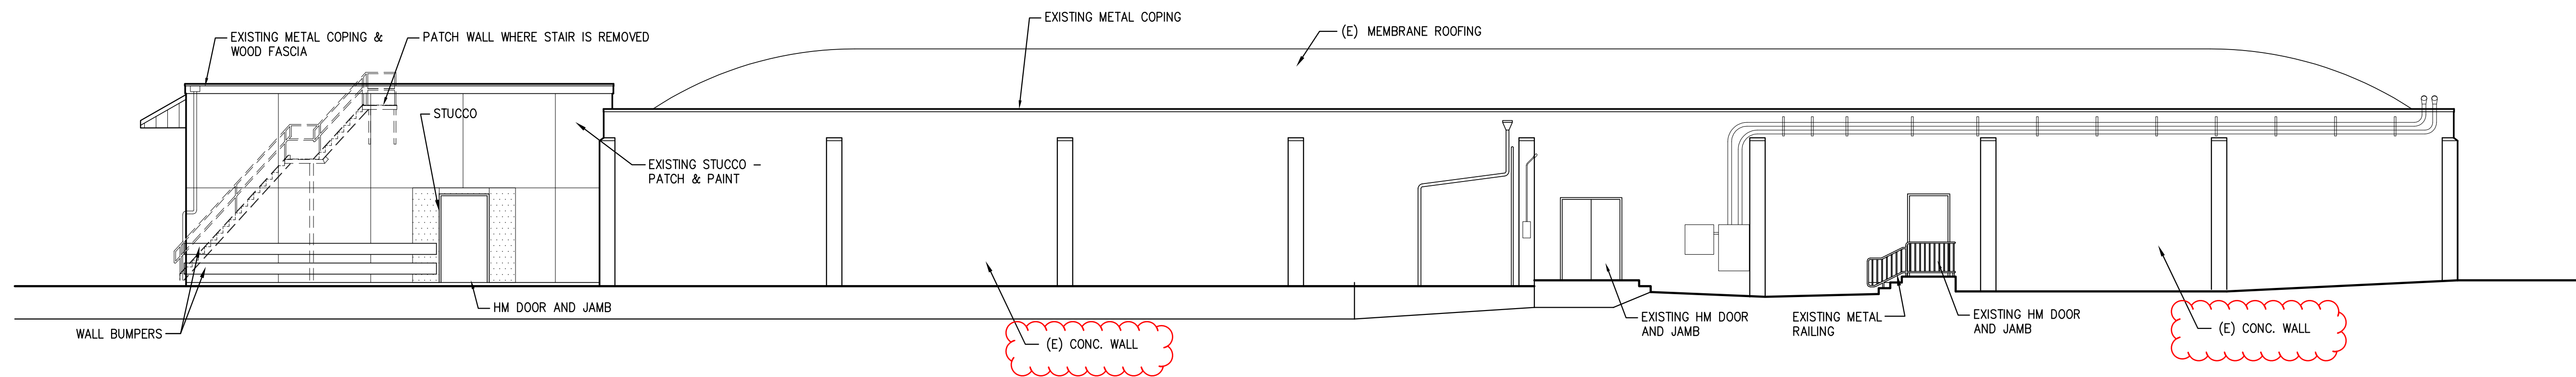 EXISTING METAL COPING &
WOOD FASCIA
PATCH WALL WHERE STAIR IS REMOVED
EXISTING METAL COPING
(E) MEMBRANE ROOFING
STUCCO
EXISTING STUCCO –
PATCH & PAINT
HM DOOR AND JAMB
WALL BUMPERS
(E) CONC. WALL
EXISTING HM DOOR
AND JAMB
EXISTING METAL
RAILING
EXISTING HM DOOR
AND JAMB
(E) CONC. WALL